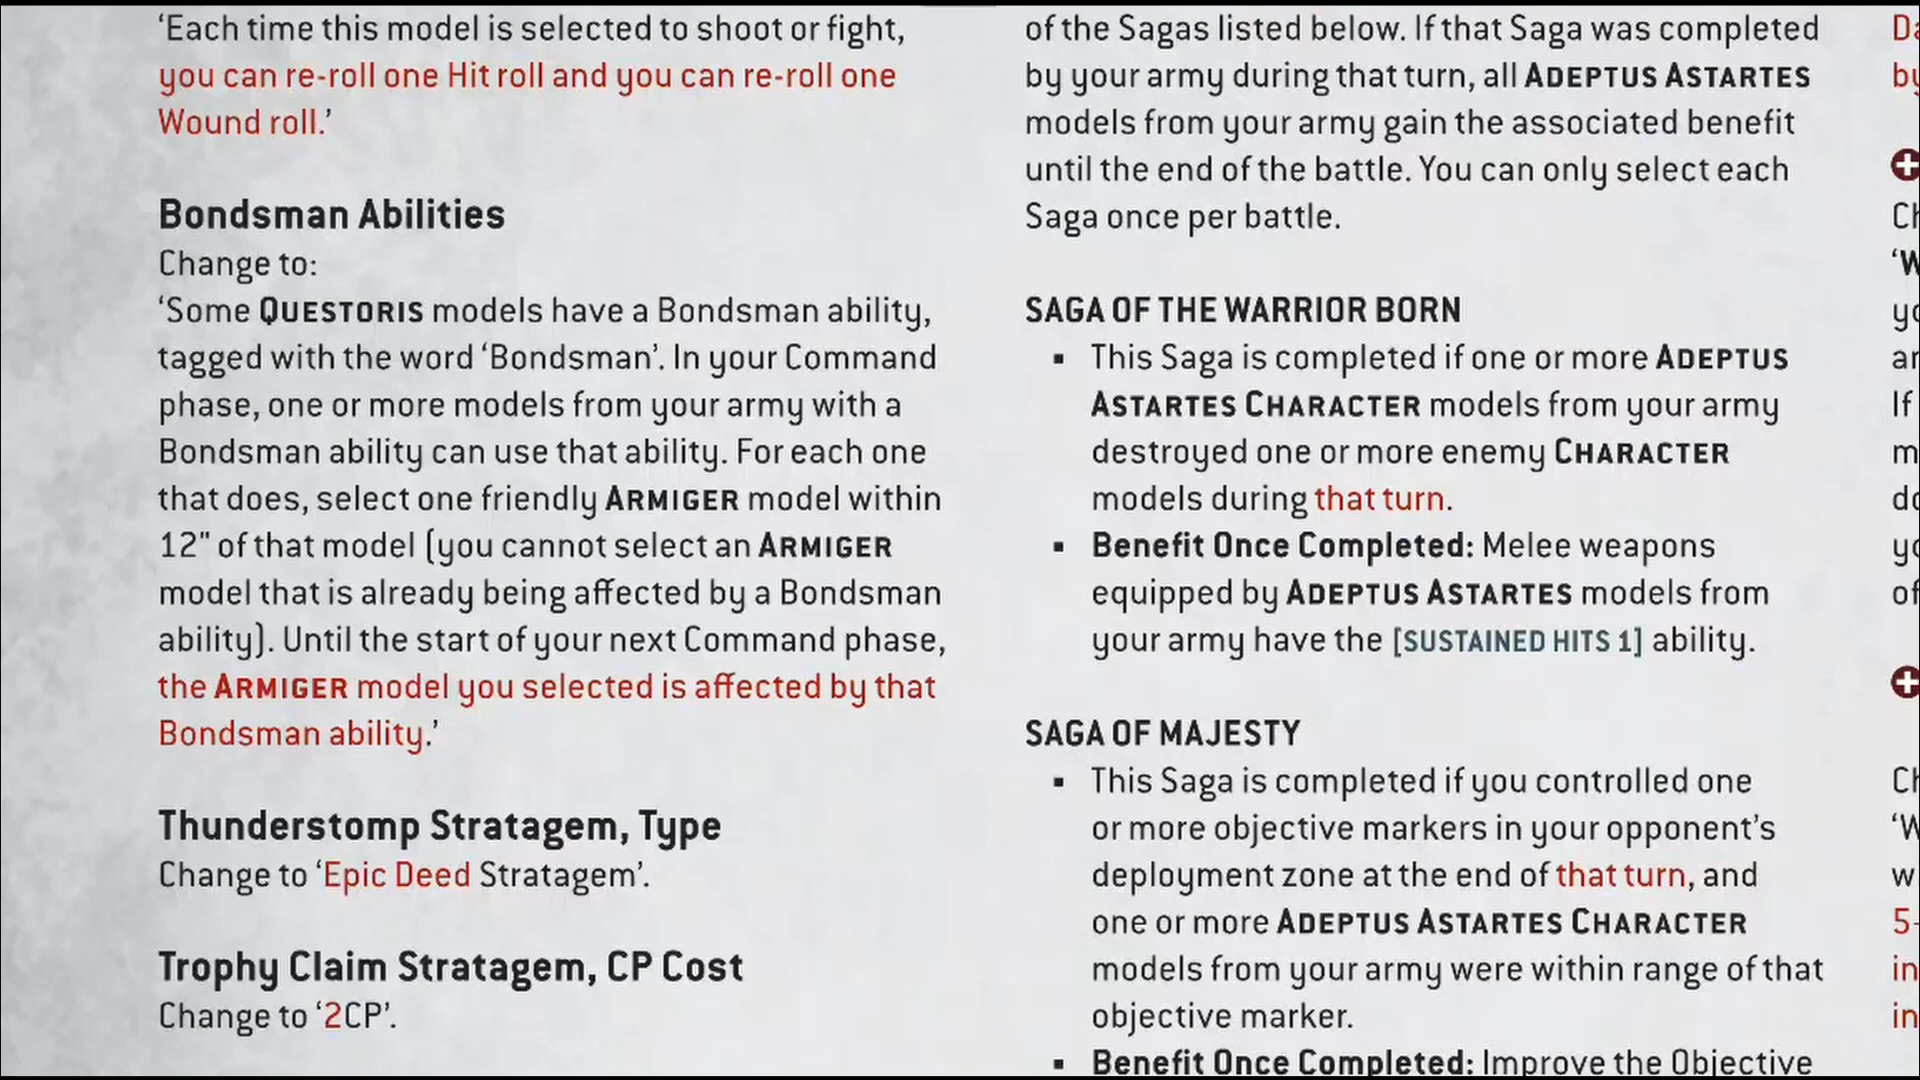 ‘Each time this model is selected to shoot or fight,
you can re-roll one Hit roll and you can re-roll one
Wound roll.’
Bondsman Abilities
Change to:
‘Some QUESTORIS models have a Bondsman ability,
tagged with the word ‘Bondsman’. In your Command
phase, one or more models from your army with a
Bondsman ability can use that ability. For each one
that does, select one friendly ARMIGER model within
12" of that model (you cannot select an ARMIGER
model that is already being affected by a Bondsman
ability). Until the start of your next Command phase,
the ARMIGER model you selected is affected by that
Bondsman ability.’
Thunderstomp Stratagem, Type
Change to ‘Epic Deed Stratagem’.
Trophy Claim Stratagem, CP Cost
Change to ‘2CP’.
of the Sagas listed below. If that Saga was completed
by your army during that turn, all ADEPTUS ASTARTES
models from your army gain the associated benefit
until the end of the battle. You can only select each
Saga once per battle.
SAGA OF THE WARRIOR BORN
▪ This Saga is completed if one or more ADEPTUS
ASTARTES CHARACTER models from your army
destroyed one or more enemy CHARACTER
models during that turn.
▪ Benefit Once Completed: Melee weapons
equipped by ADEPTUS ASTARTES models from
your army have the [SUSTAINED HITS 1] ability.
SAGA OF MAJESTY
▪ This Saga is completed if you controlled one
or more objective markers in your opponent’s
deployment zone at the end of that turn, and
one or more ADEPTUS ASTARTES CHARACTER
models from your army were within range of that
objective marker.
▪ Benefit Once Completed: Improve the Objective